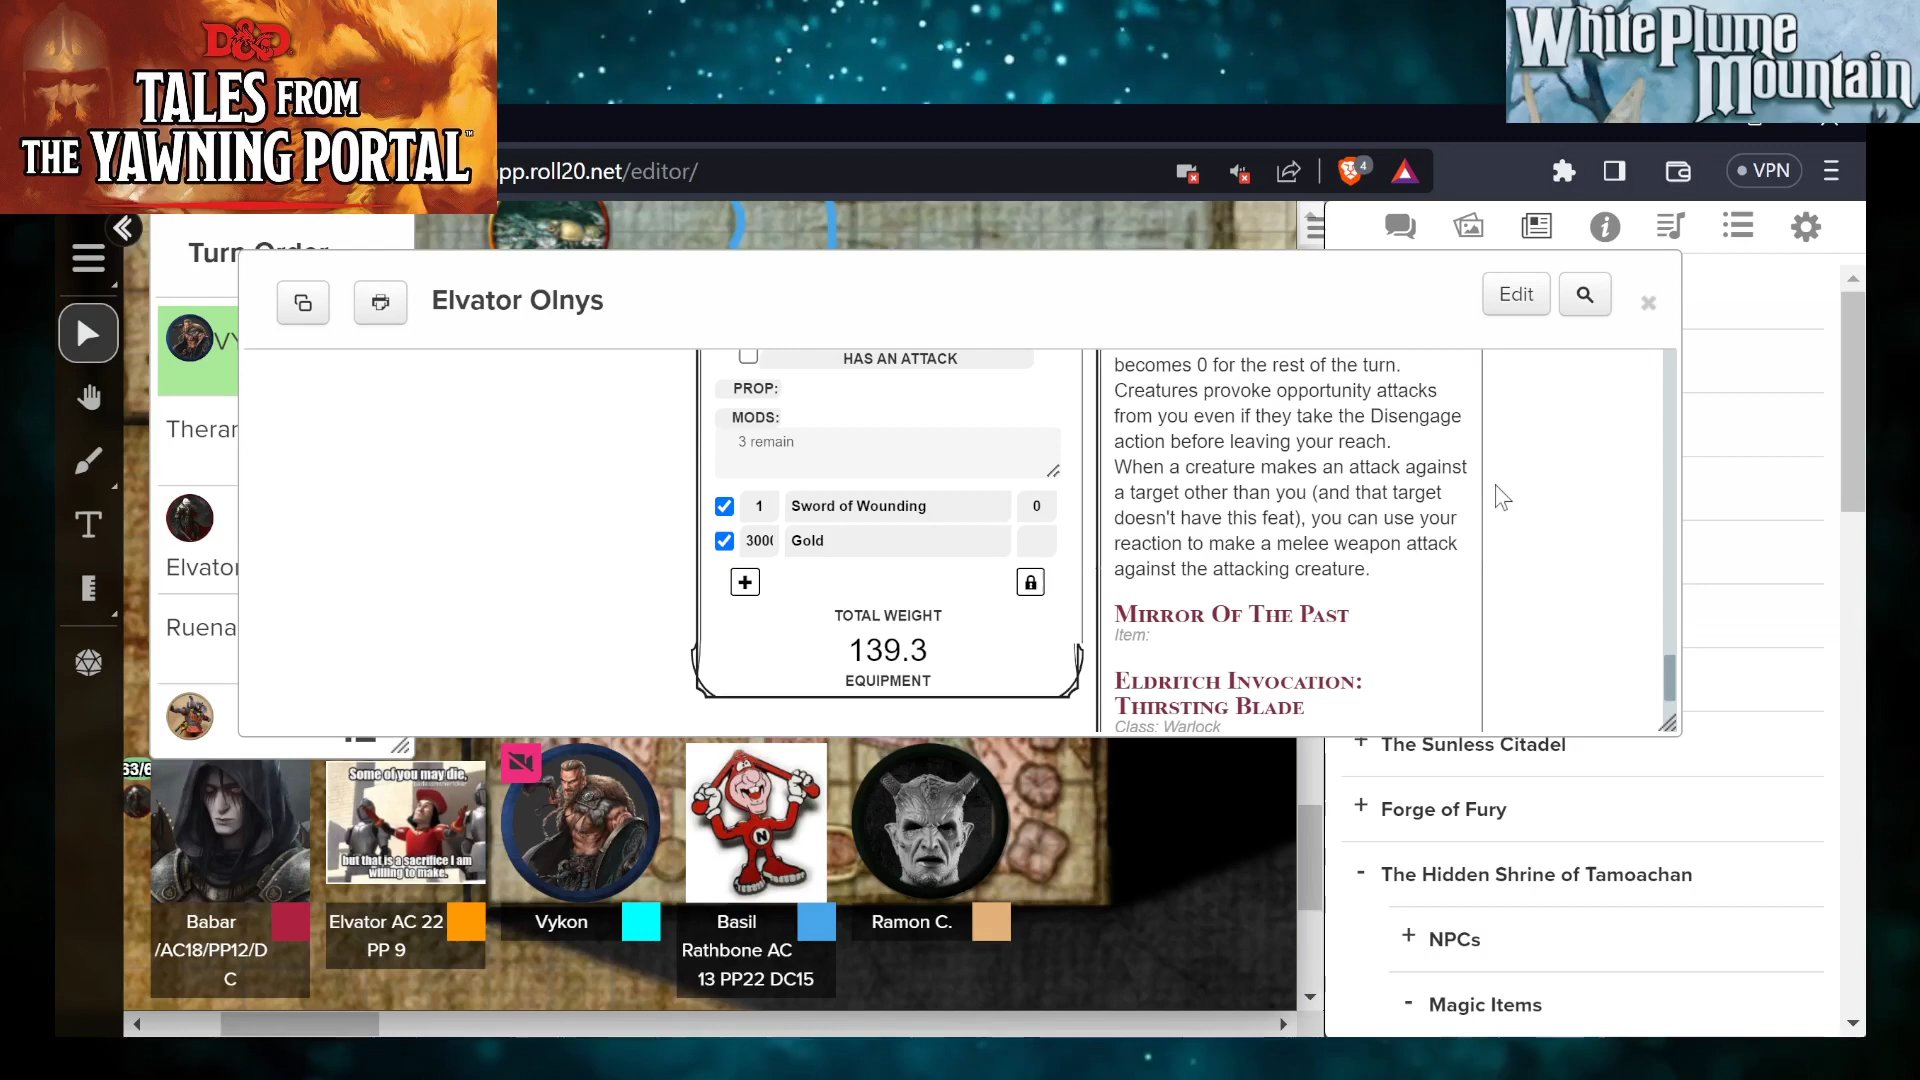 D&D
TALES FROM
THE YAWNING PORTAL™
White Plume
Mountain
pp.roll20.net/editor/
4
VPN
Turn Order
Elvator Olnys
Edit
Theran
Elvator
Ruena
HAS AN ATTACK
PROP:
MODS:
3 remain
1 Sword of Wounding 0
3000 Gold
TOTAL WEIGHT
139.3
EQUIPMENT
becomes 0 for the rest of the turn.
Creatures provoke opportunity attacks
from you even if they take the Disengage
action before leaving your reach.
When a creature makes an attack against
a target other than you (and that target
doesn't have this feat), you can use your
reaction to make a melee weapon attack
against the attacking creature.
MIRROR OF THE PAST
Item:
ELDRITCH INVOCATION:
THIRSTING BLADE
Class: Warlock
The Sunless Citadel
Forge of Fury
The Hidden Shrine of Tamoachan
NPCs
Magic Items
63/6
Some of you may die,
but that is a sacrifice I am
willing to make.
N
Babar
/AC18/PP12/D
C
Elvator AC 22
PP 9
Vykon
Basil
Rathbone AC
13 PP22 DC15
Ramon C.